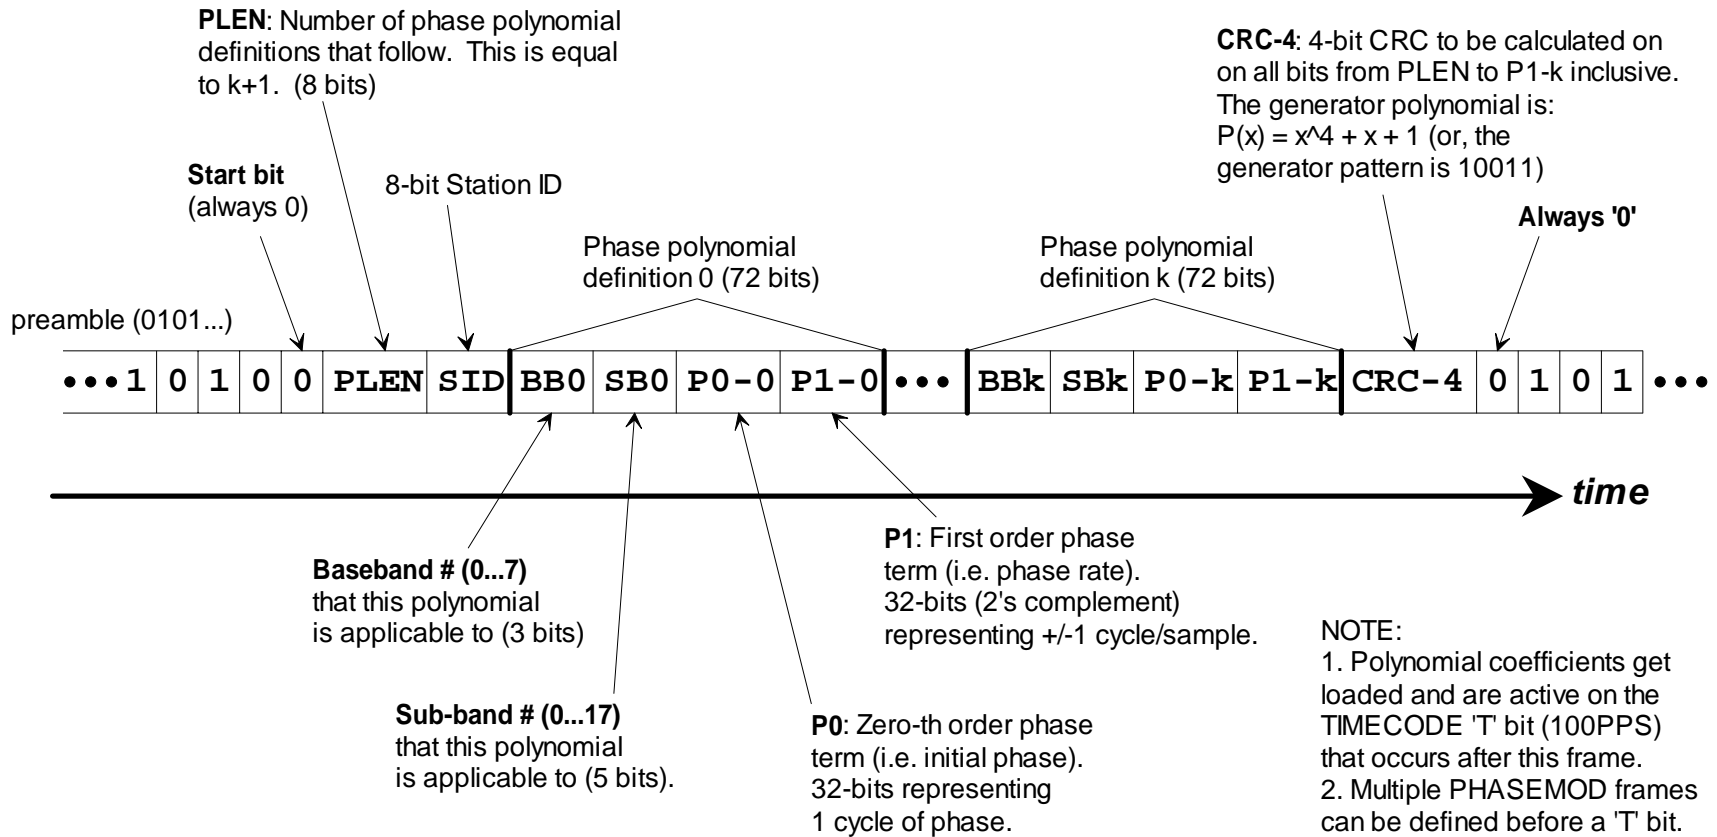 PLEN: Number of phase polynomial
definitions that follow. This is equal
to k+1. (8 bits)
CRC-4: 4-bit CRC to be calculated on
on all bits from PLEN to P1-k inclusive.
The generator polynomial is:
P(x) = x^4 + x + 1 (or, the
generator pattern is 10011)
Start bit
(always 0)
8-bit Station ID
Always '0'
Phase polynomial
definition 0 (72 bits)
Phase polynomial
definition k (72 bits)
preamble (0101...)
•••1 0 1 0 0 PLEN SID BB0 SB0 P0-0 P1-0 ••• BBk SBk P0-k P1-k CRC-4 0 1 0 1 •••
time
Baseband # (0...7)
that this polynomial
is applicable to (3 bits)
Sub-band # (0...17)
that this polynomial
is applicable to (5 bits).
P0: Zero-th order phase
term (i.e. initial phase).
32-bits representing
1 cycle of phase.
P1: First order phase
term (i.e. phase rate).
32-bits (2's complement)
representing +/-1 cycle/sample.
NOTE:
1. Polynomial coefficients get
loaded and are active on the
TIMECODE 'T' bit (100PPS)
that occurs after this frame.
2. Multiple PHASEMOD frames
can be defined before a 'T' bit.